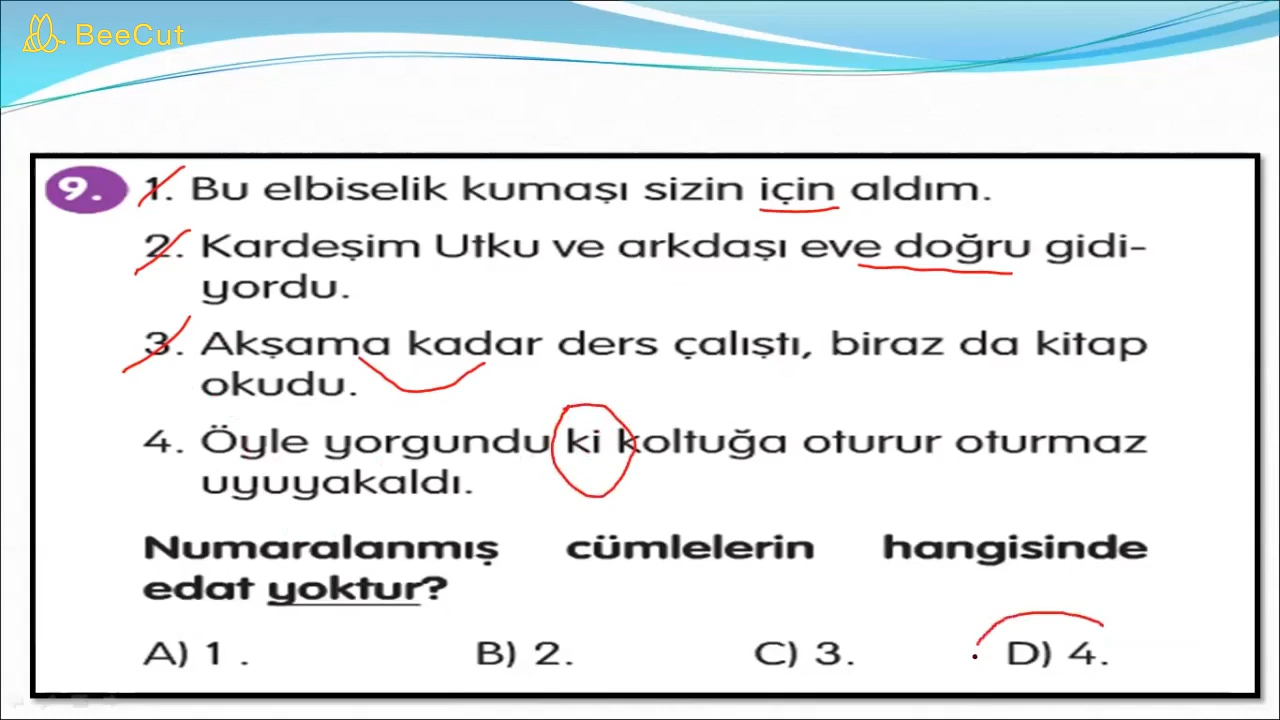 BeeCut
9. 1. Bu elbiselik kumaşı sizin için aldım.
2. Kardeşim Utku ve arkdaşı eve doğru gidi-
yordu.
3. Akşama kadar ders çalıştı, biraz da kitap
okudu.
4. Öyle yorgundu ki koltuğa oturur oturmaz
uyuyakaldı.
Numaralanmış cümlelerin hangisinde
edat yoktur?
A) 1 . B) 2. C) 3. D) 4.